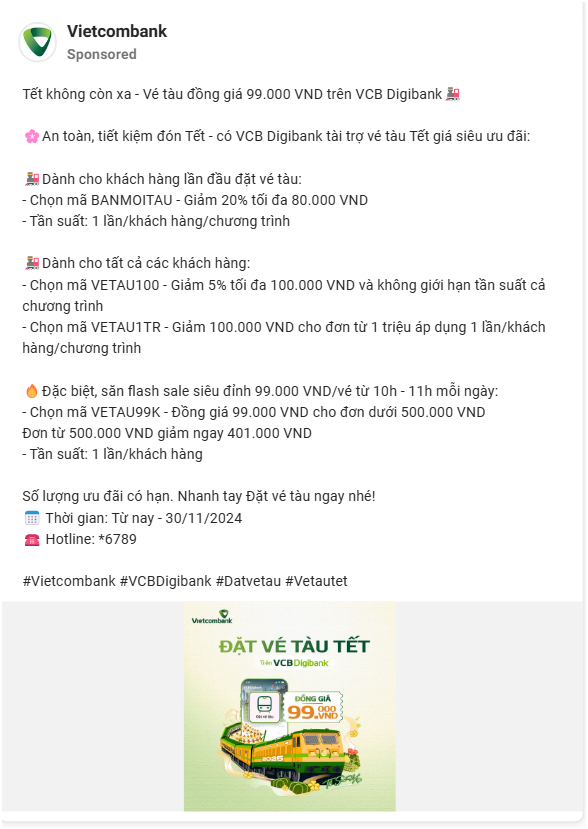 Vietcombank
Sponsored
Tết không còn xa - Vé tàu đồng giá 99.000 VND trên VCB Digibank 🚂
🌸An toàn, tiết kiệm đón Tết - có VCB Digibank tài trợ vé tàu Tết giá siêu ưu đãi:
🚂Dành cho khách hàng lần đầu đặt vé tàu:
- Chọn mã BANMOITAU - Giảm 20% tối đa 80.000 VND
- Tần suất: 1 lần/khách hàng/chương trình
🚂Dành cho tất cả các khách hàng:
- Chọn mã VETAU100 - Giảm 5% tối đa 100.000 VND và không giới hạn tần suất cả
chương trình
- Chọn mã VETAU1TR - Giảm 100.000 VND cho đơn từ 1 triệu áp dụng 1 lần/khách
hàng/chương trình
🔥Đặc biệt, săn flash sale siêu đỉnh 99.000 VND/vé từ 10h - 11h mỗi ngày:
- Chọn mã VETAU99K - Đồng giá 99.000 VND cho đơn dưới 500.000 VND
Đơn từ 500.000 VND giảm ngay 401.000 VND
- Tần suất: 1 lần/khách hàng
Số lượng ưu đãi có hạn. Nhanh tay Đặt vé tàu ngay nhé!
🗓️ Thời gian: Từ nay - 30/11/2024
☎️ Hotline: *6789
#Vietcombank #VCBDigibank #Datvetau #Vetautet
Vietcombank
ĐẶT VÉ TÀU TẾT
Trên VCB Digibank
ĐỒNG GIÁ
99.000 VND
Đặt vé tàu